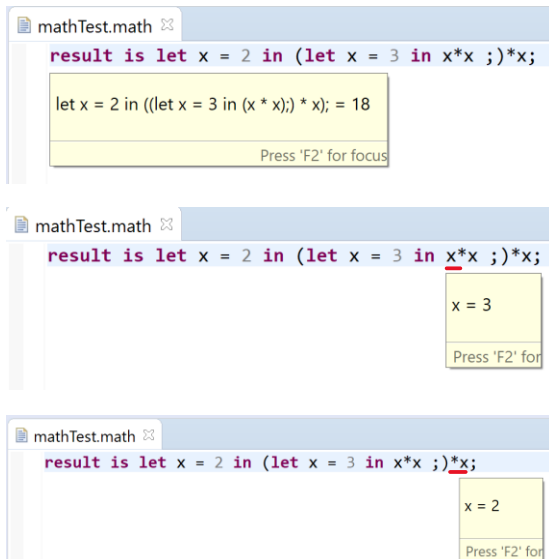 mathTest.math
result is let x = 2 in (let x = 3 in x*x ;)*x;
let x = 2 in ((let x = 3 in (x * x);) * x); = 18
Press 'F2' for focus
mathTest.math
result is let x = 2 in (let x = 3 in x*x ;)*x;
x = 3
Press 'F2' for
mathTest.math
result is let x = 2 in (let x = 3 in x*x ;)*x;
x = 2
Press 'F2' for